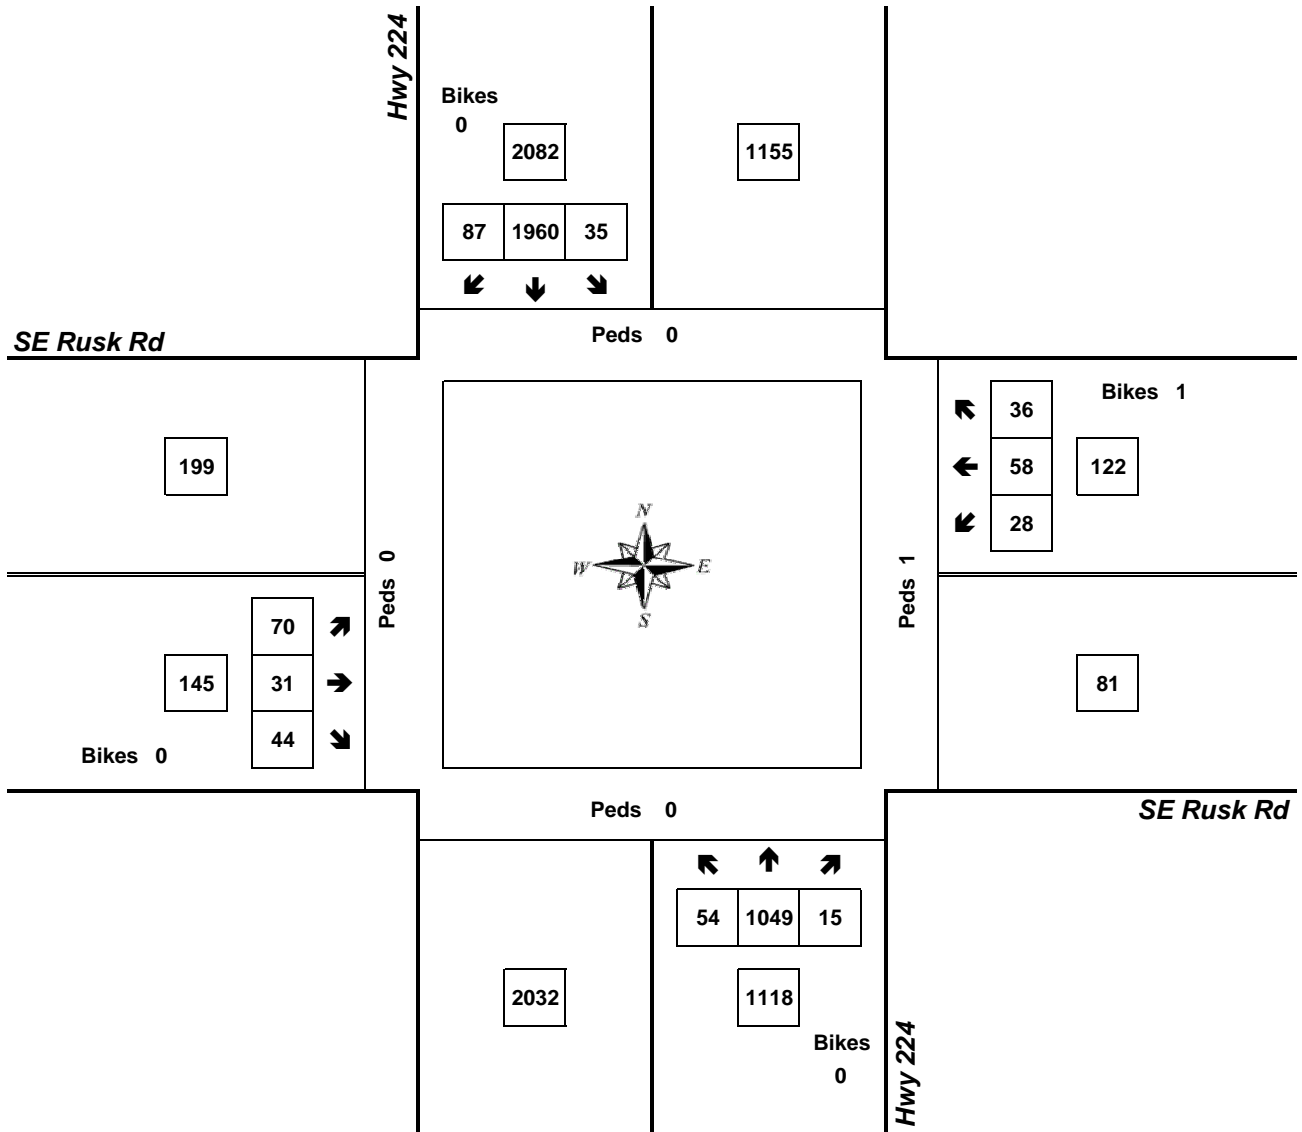 Hwy 224
Bikes
0
2082
1155
87 1960 35
Peds 0
SE Rusk Rd
36
Bikes 1
199
58
122
28
N
W E
S
Peds 0
Peds 1
70
145
31
81
44
Bikes 0
Peds 0
SE Rusk Rd
54 1049 15
2032
1118
Bikes
0
Hwy 224